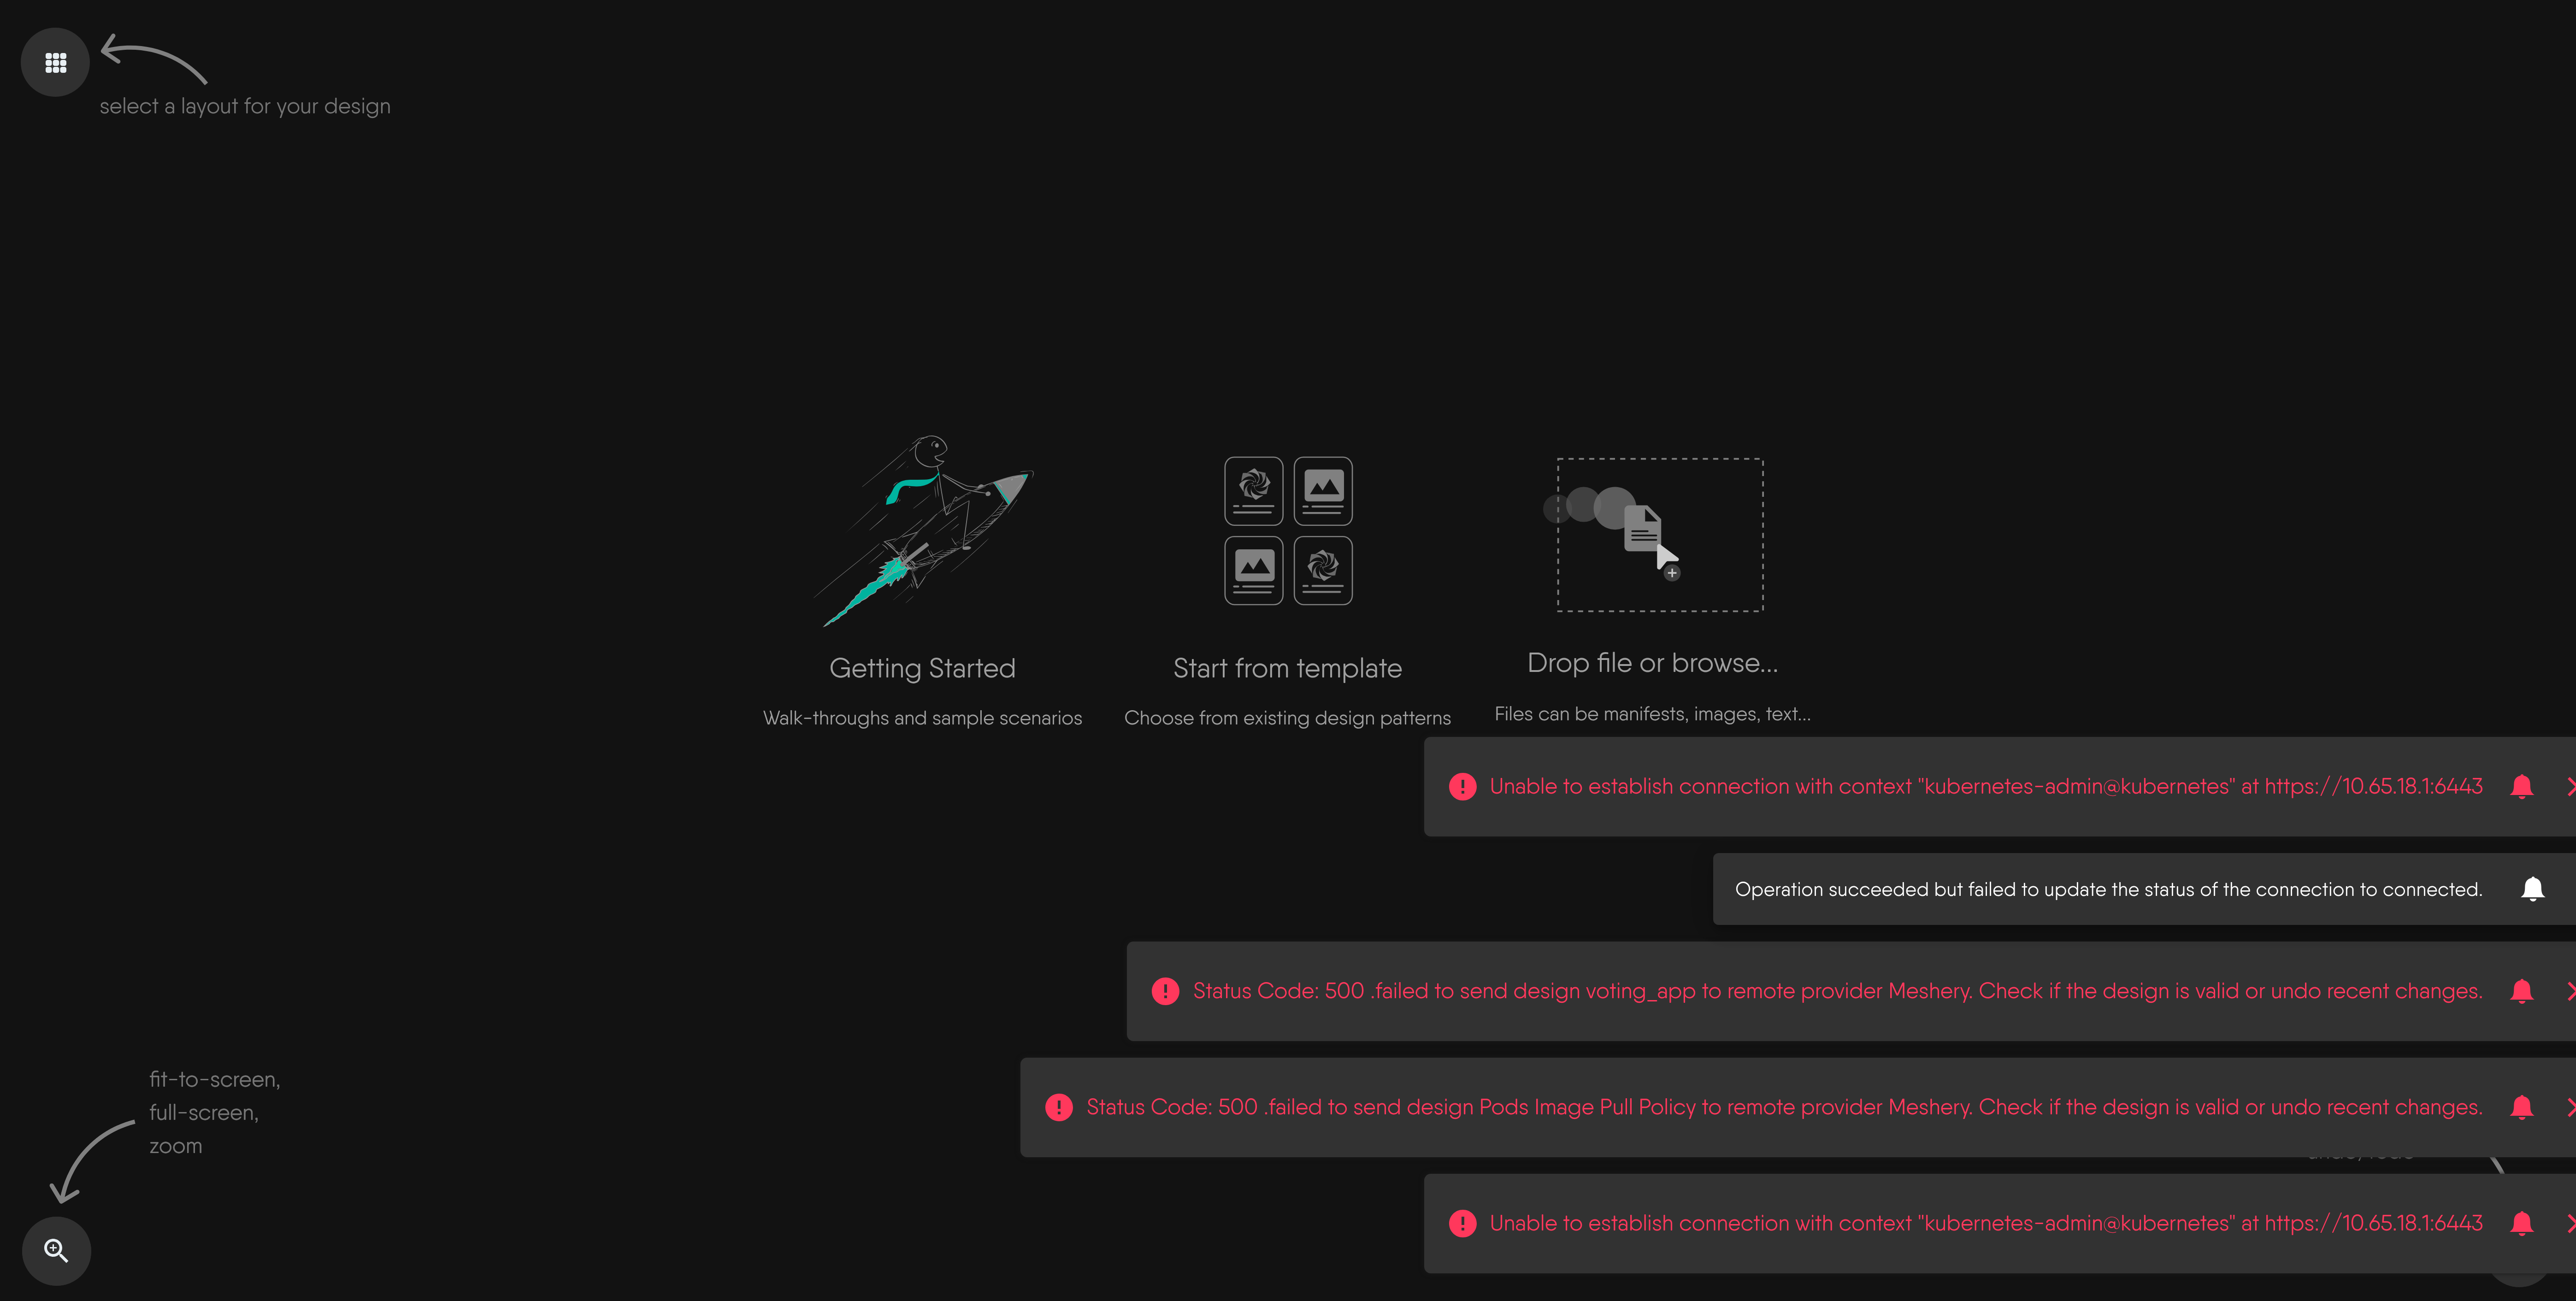 select a layout for your design
Getting Started
Walk-throughs and sample scenarios
Start from template
Choose from existing design patterns
Drop file or browse...
Files can be manifests, images, text...
Unable to establish connection with context "kubernetes-admin@kubernetes" at https://10.65.18.1:6443
Operation succeeded but failed to update the status of the connection to connected.
Status Code: 500 .failed to send design voting_app to remote provider Meshery. Check if the design is valid or undo recent changes.
fit-to-screen,
full-screen,
zoom
Status Code: 500 .failed to send design Pods Image Pull Policy to remote provider Meshery. Check if the design is valid or undo recent changes.
Unable to establish connection with context "kubernetes-admin@kubernetes" at https://10.65.18.1:6443